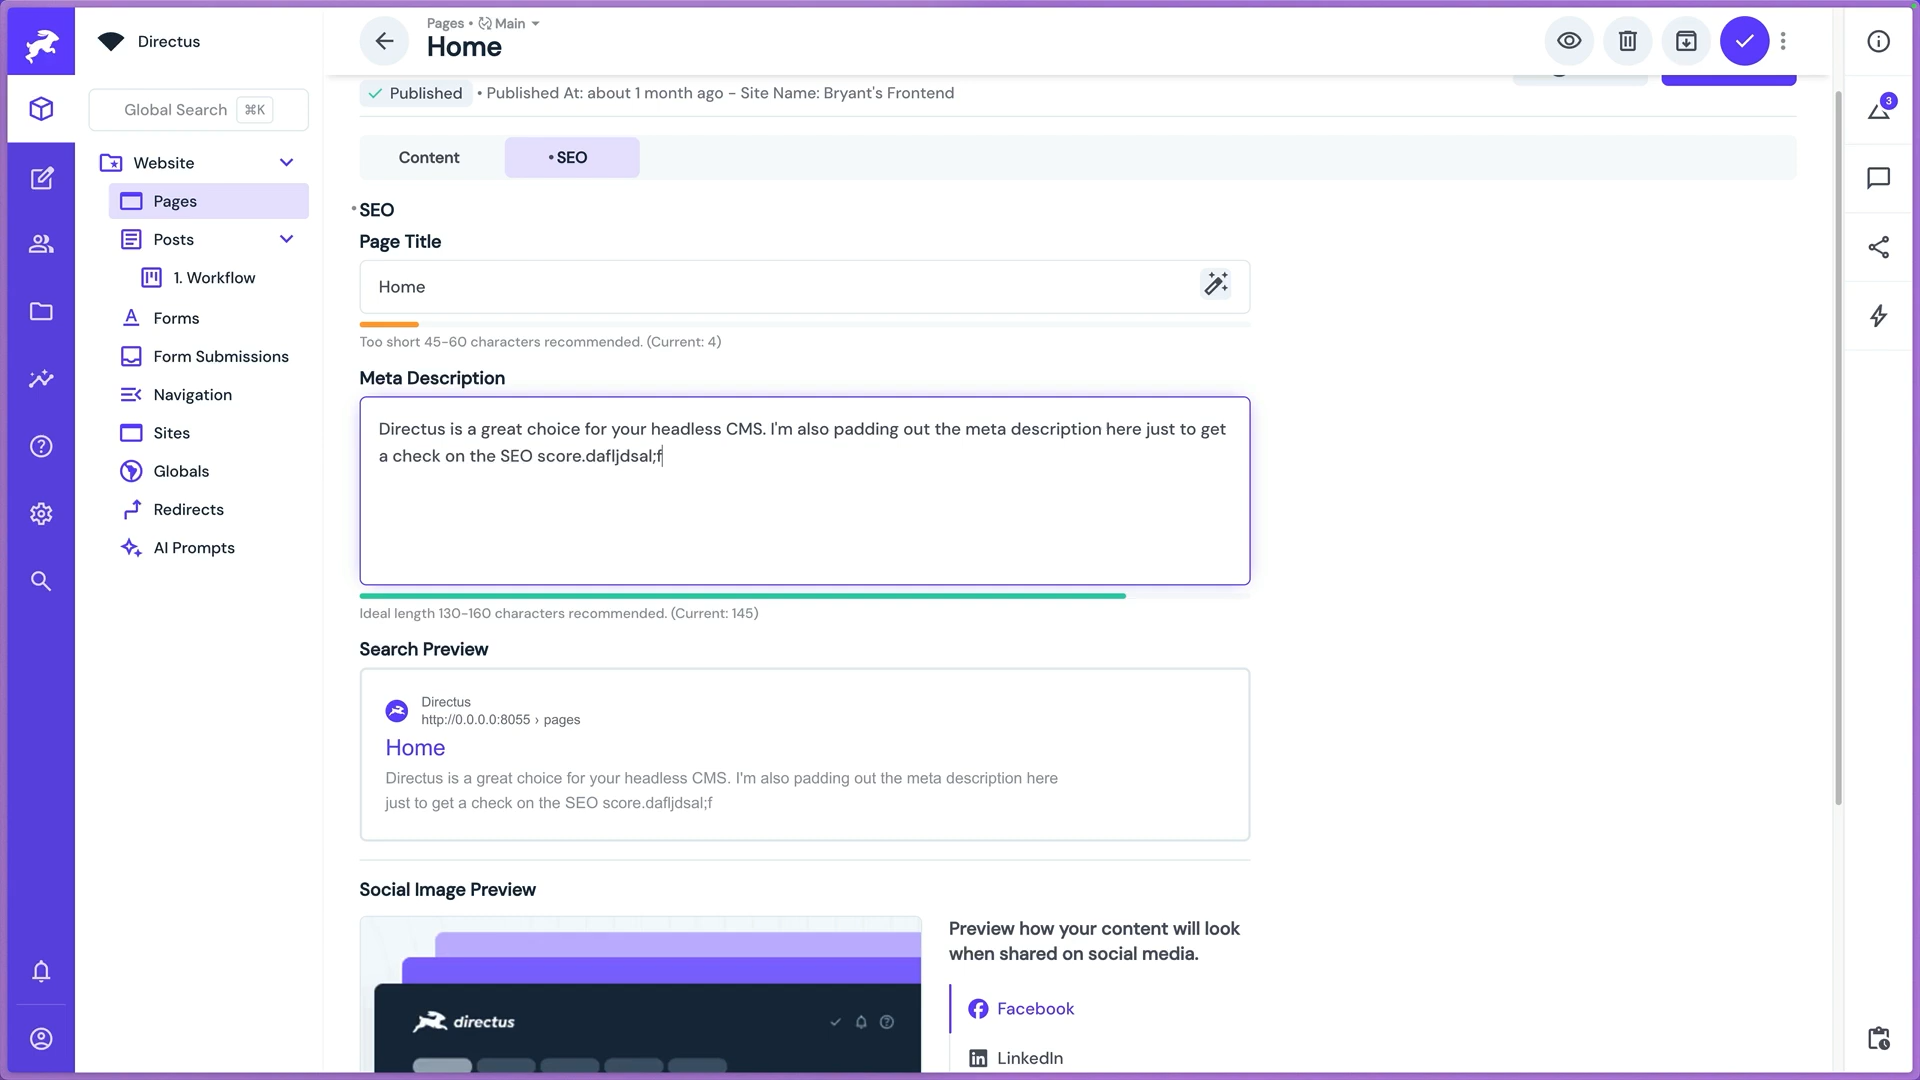 Directus
Global Search ⌘K
Website
Pages
Posts
1. Workflow
Forms
Form Submissions
Navigation
Sites
Globals
Redirects
AI Prompts
Pages • Main
Home
Published • Published At: about 1 month ago – Site Name: Bryant's Frontend
Content
• SEO
3
• SEO
Page Title
Home
Too short 45-60 characters recommended. (Current: 4)
Meta Description
Directus is a great choice for your headless CMS. I'm also padding out the meta description here just to get
a check on the SEO score.dafljdsal;f
Ideal length 130-160 characters recommended. (Current: 145)
Search Preview
Directus
http://0.0.0.0:8055 › pages
Home
Directus is a great choice for your headless CMS. I'm also padding out the meta description here
just to get a check on the SEO score.dafljdsal;f
Social Image Preview
directus
Preview how your content will look
when shared on social media.
Facebook
LinkedIn